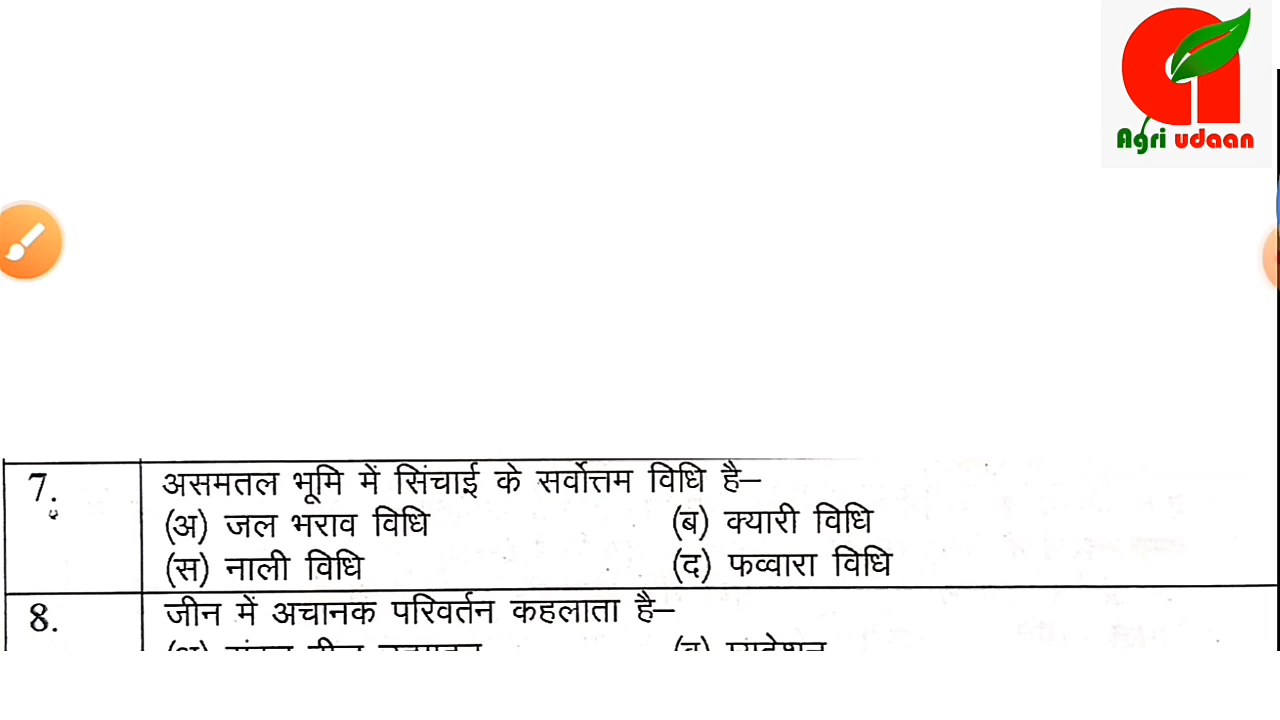 Agri udaan
7. असमतल भूमि में सिंचाई के सर्वोत्तम विधि है–
(अ) जल भराव विधि (ब) क्यारी विधि
(स) नाली विधि (द) फव्वारा विधि
8. जीन में अचानक परिवर्तन कहलाता है–